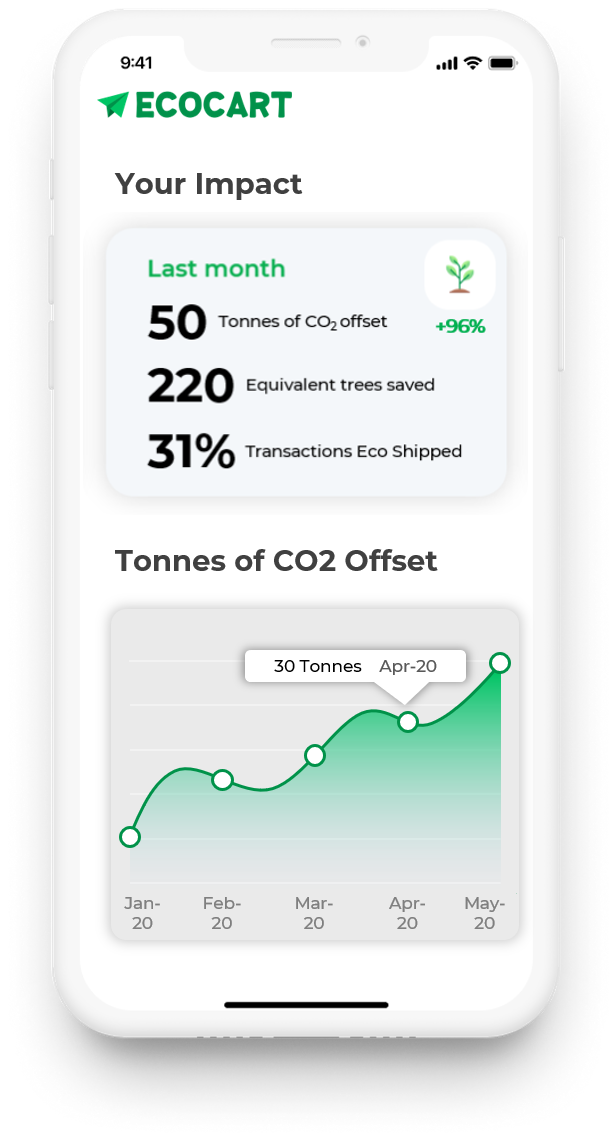 9:41
ECOCART
Your Impact
Last month
50 Tonnes of CO₂ offset
+96%
220 Equivalent trees saved
31% Transactions Eco Shipped
Tonnes of CO2 Offset
30 Tonnes Apr-20
Jan- Feb- Mar- Apr- May-
20 20 20 20 20